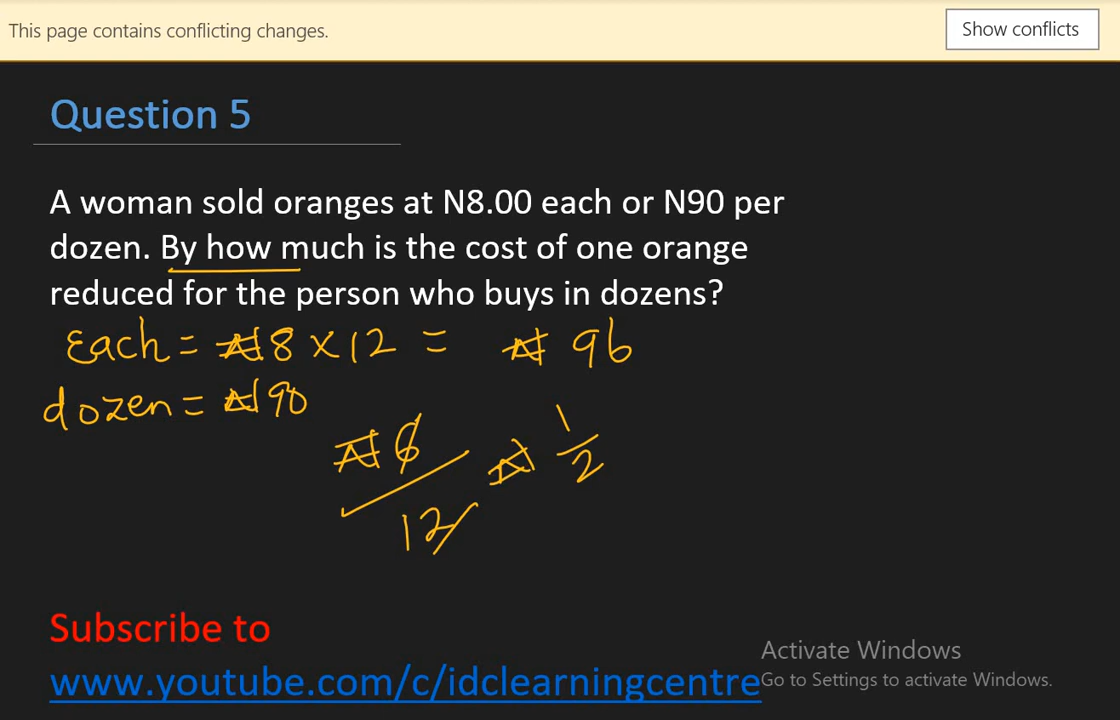 This page contains conflicting changes.
Show conflicts
Question 5
A woman sold oranges at N8.00 each or N90 per
dozen. By how much is the cost of one orange
reduced for the person who buys in dozens?
Each = ₦8 × 12 = ₦ 96
dozen = ₦90
₦6/12 ₦ 1/2
Subscribe to
www.youtube.com/c/idclearningcentre
Activate Windows
Go to Settings to activate Windows.